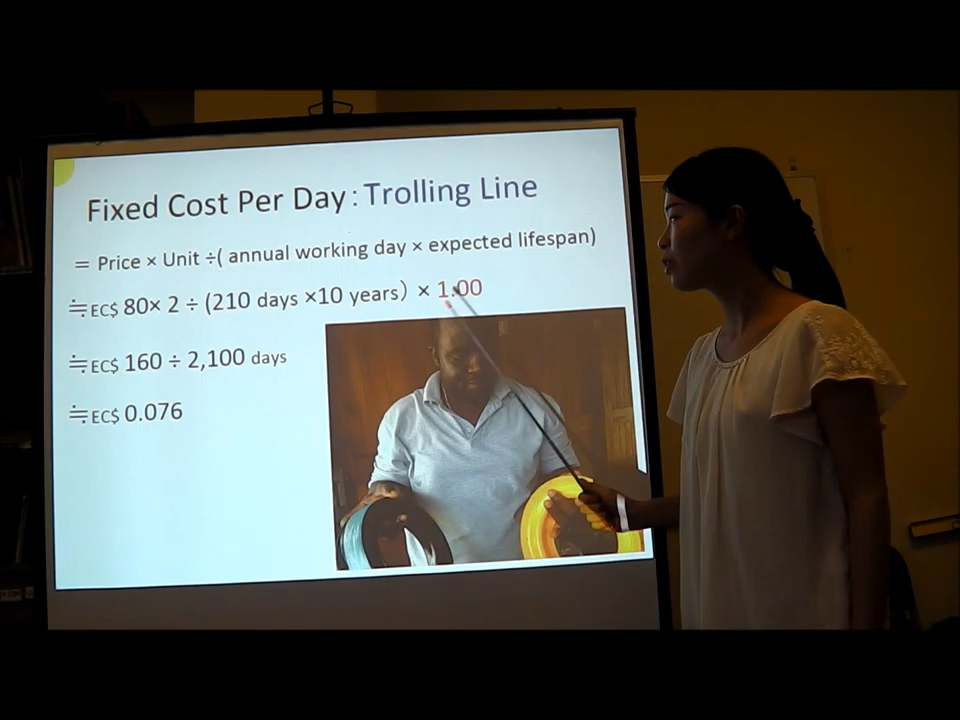 Fixed Cost Per Day：Trolling Line
= Price × Unit ÷( annual working day × expected lifespan)
≒EC$ 80× 2 ÷ (210 days ×10 years） × 1.00
≒EC$ 160 ÷ 2,100 days
≒EC$ 0.076